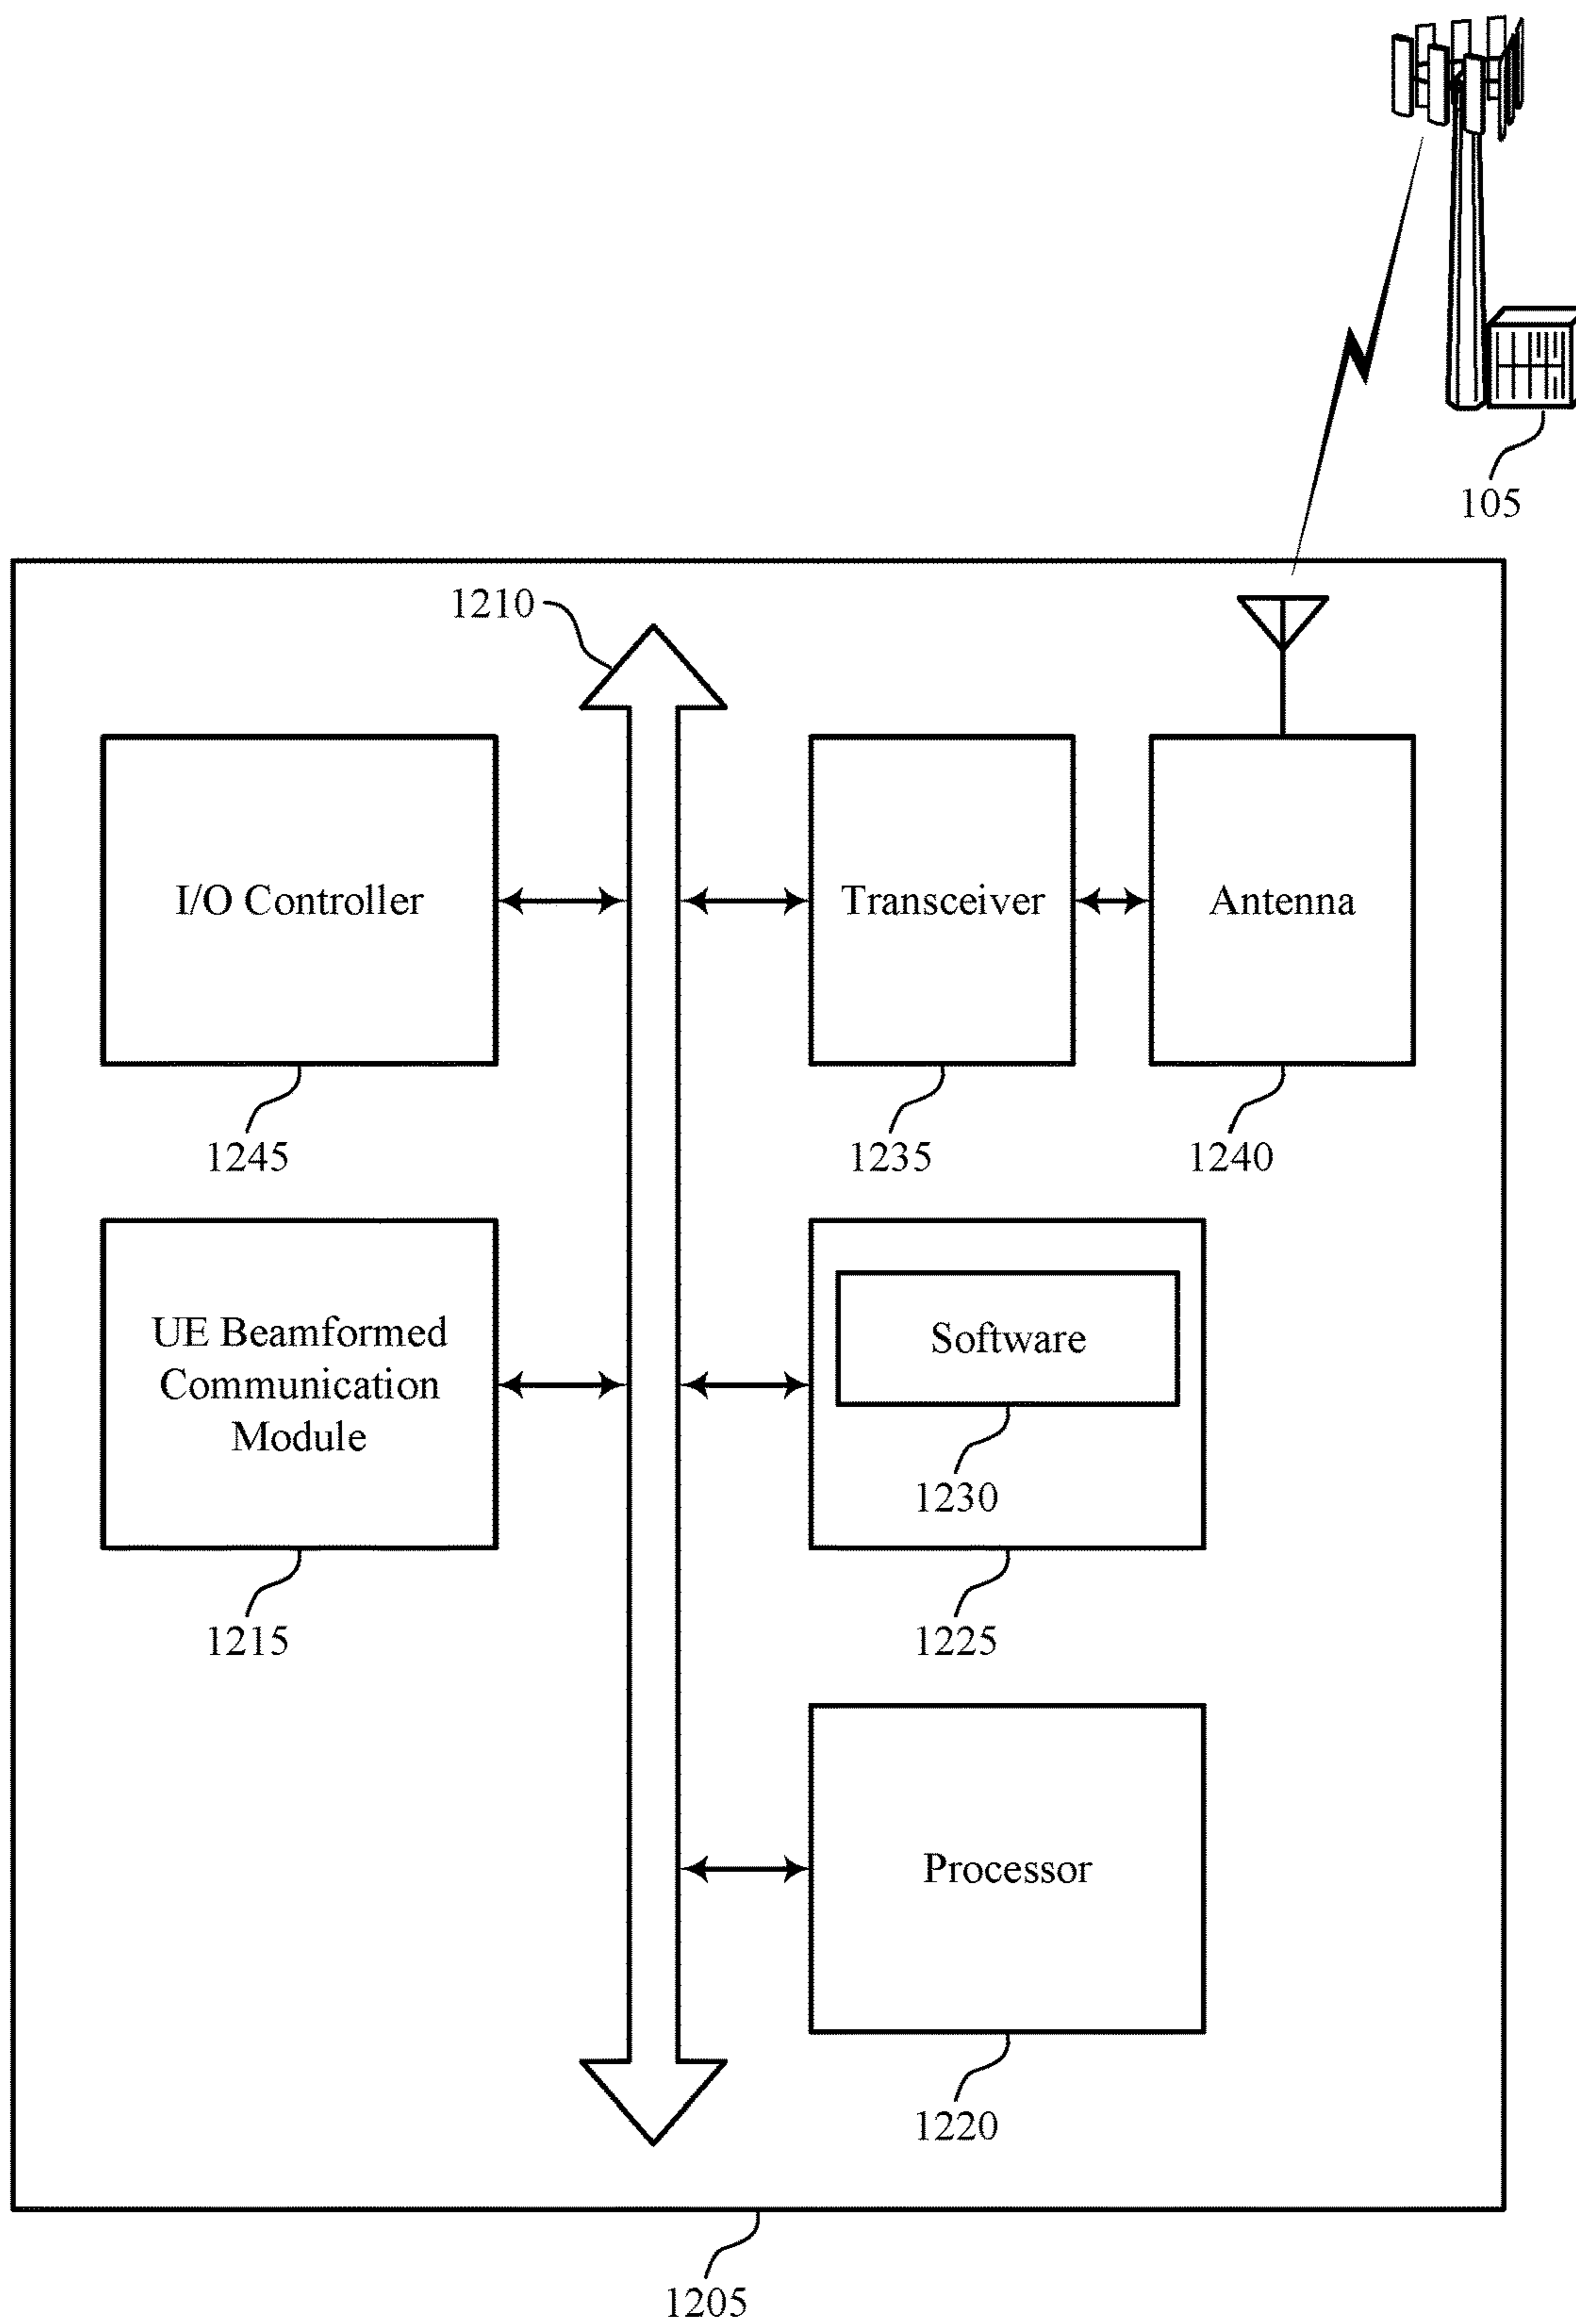 105
1210
I/O Controller
Transceiver
Antenna
1245
1235
1240
UE Beamformed
Communication
Module
Software
1230
1215
1225
Processor
1220
1205